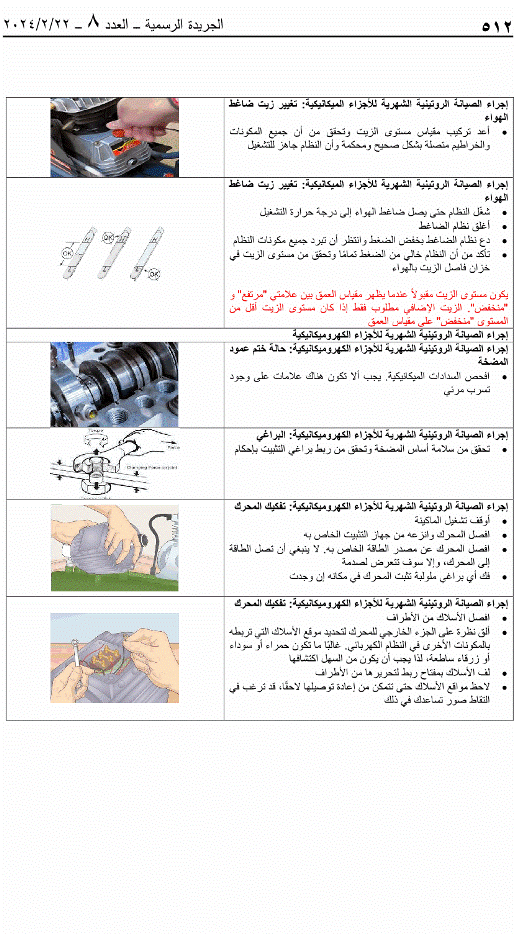 ٥١٢
الجريدة الرسمية – العدد ٨ – ٢٠٢٤/٢/٢٢
إجراء الصيانة الروتينية الشهرية للأجزاء الميكانيكية: تغيير زيت ضاغط
الهواء
• أعد تركيب مقياس مستوى الزيت وتحقق من أن جميع المكونات
والخراطيم متصلة بشكل صحيح ومحكمة وأن النظام جاهز للتشغيل
إجراء الصيانة الروتينية الشهرية للأجزاء الميكانيكية: تغيير زيت ضاغط
الهواء
• شغّل النظام حتى يصل ضاغط الهواء إلى درجة حرارة التشغيل
• أغلق نظام الضاغط
• دع نظام الضاغط بخفض الضغط وانتظر أن تبرد جميع مكونات النظام
• تأكد من أن النظام خالي من الضغط تمامًا وتحقق من مستوى الزيت في
خزان فاصل الزيت بالهواء
يكون مستوى الزيت مقبولاً عندما يظهر مقياس العمق بين علامتي "مرتفع" و
"منخفض". الزيت الإضافي مطلوب فقط إذا كان مستوى الزيت أقل من
المستوى "منخفض" على مقياس العمق
OK
OK
OK
إجراء الصيانة الروتينية الشهرية للأجزاء الكهروميكانيكية
إجراء الصيانة الروتينية الشهرية للأجزاء الكهروميكانيكية: حالة ختم عمود
المضخة
• افحص السدادات الميكانيكية. يجب ألا تكون هناك علامات على وجود
تسرب مرئي
إجراء الصيانة الروتينية الشهرية للأجزاء الكهروميكانيكية: البراغي
• تحقق من سلامة أساس المضخة وتحقق من ربط براغي التثبيت بإحكام
Force
Clamping Force on joint
إجراء الصيانة الروتينية الشهرية للأجزاء الكهروميكانيكية: تفكيك المحرك
• أوقف تشغيل الماكينة
• افصل المحرك وانزعه من جهاز التثبيت الخاص به
• افصل المحرك عن مصدر الطاقة الخاص به. لا ينبغي أن تصل الطاقة
إلى المحرك، وإلا سوف تتعرض لصدمة
• فك أي براغي ملولبة تثبت المحرك في مكانه إن وجدت
إجراء الصيانة الروتينية الشهرية للأجزاء الكهروميكانيكية: تفكيك المحرك
• افصل الأسلاك من الأطراف
• ألق نظرة على الجزء الخارجي للمحرك لتحديد موقع الأسلاك التي تربطه
بالمكونات الأخرى في النظام الكهربائي. غالبًا ما تكون حمراء أو سوداء
أو زرقاء ساطعة، لذا يجب أن يكون من السهل اكتشافها
• لف الأسلاك بمفتاح ربط لتحريرها من الأطراف
• لاحظ مواقع الأسلاك حتى تتمكن من إعادة توصيلها لاحقًا، قد ترغب في
التقاط صور تساعدك في ذلك